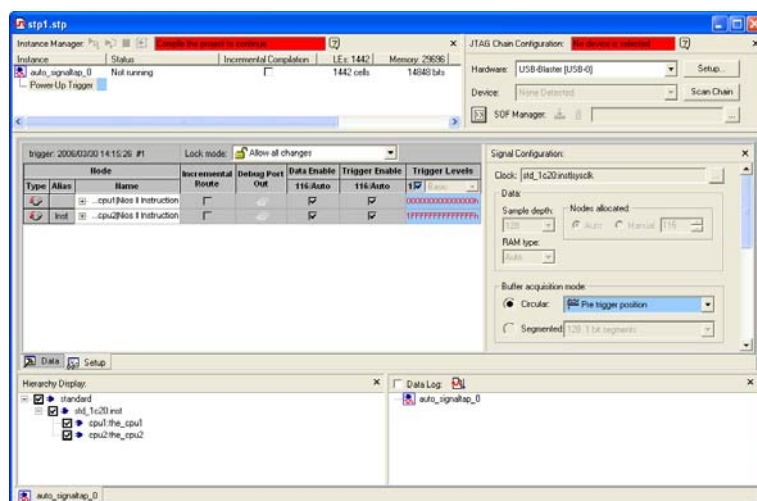 stp1.stp
Instance Manager: Compile the project to continue
Instance Status Incremental Compilation LEs: 1442 Memory: 29696
auto_signaltap_0 Not running 1442 cells 14848 bits
Power-Up Trigger
JTAG Chain Configuration: No device is selected
Hardware: USB-Blaster [USB-0] Setup...
Device: None Detected Scan Chain
>> SOF Manager: ...
trigger: 2006/03/30 14:15:26 #1 Lock mode: Allow all changes
Node Incremental Route Debug Port Out Data Enable Trigger Enable Trigger Levels
Type Alias Name 116:Auto 116:Auto 1 Basic
...cpu1|Nios II Instruction
Inst ...cpu2|Nios II Instruction
Signal Configuration:
Clock: std_1c20:inst|sysclk ...
Data:
Sample depth: Nodes allocated:
128 Auto Manual 116
RAM type:
Auto
Buffer acquisition mode:
Circular: Pre trigger position
Segmented: 128 1 bit segments
Data Setup
Hierarchy Display:
standard
std_1c20:inst
cpu1:the_cpu1
cpu2:the_cpu2
Data Log:
auto_signaltap_0
auto_signaltap_0